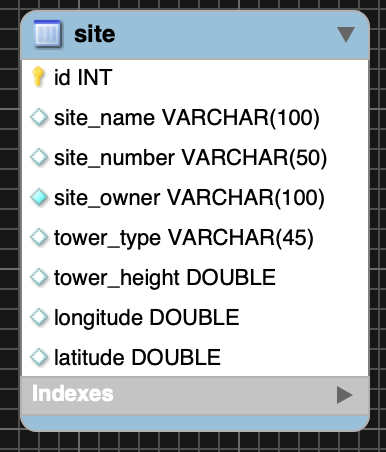 site
id INT
site_name VARCHAR(100)
site_number VARCHAR(50)
site_owner VARCHAR(100)
tower_type VARCHAR(45)
tower_height DOUBLE
longitude DOUBLE
latitude DOUBLE
Indexes